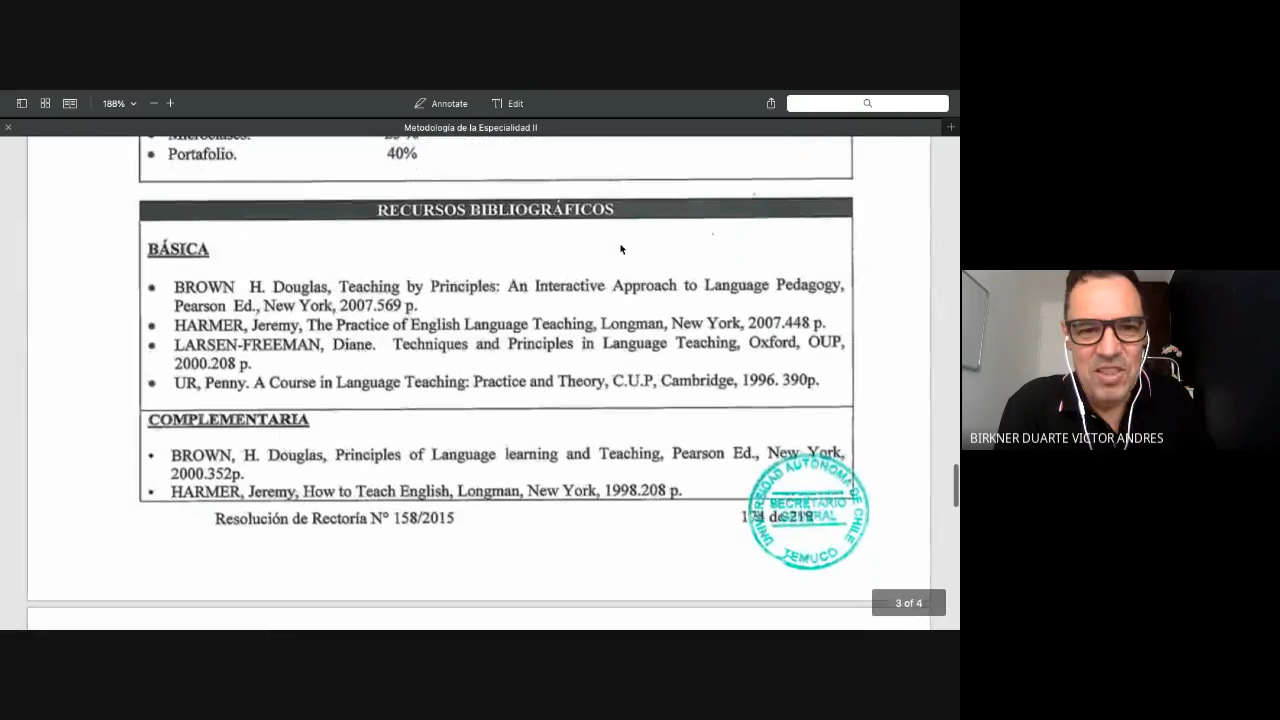 188%
Annotate
Edit
Metodología de la Especialidad II
• Portafolio. 40%
RECURSOS BIBLIOGRÁFICOS
BÁSICA
• BROWN H. Douglas, Teaching by Principles: An Interactive Approach to Language Pedagogy,
Pearson Ed., New York, 2007.569 p.
• HARMER, Jeremy, The Practice of English Language Teaching, Longman, New York, 2007.448 p.
• LARSEN-FREEMAN, Diane. Techniques and Principles in Language Teaching, Oxford, OUP,
2000.208 p.
• UR, Penny. A Course in Language Teaching: Practice and Theory, C.U.P, Cambridge, 1996. 390p.
COMPLEMENTARIA
• BROWN, H. Douglas, Principles of Language learning and Teaching, Pearson Ed., New York,
2000.352p.
• HARMER, Jeremy, How to Teach English, Longman, New York, 1998.208 p.
Resolución de Rectoría N° 158/2015
de
UNIVERSIDAD AUTÓNOMA DE CHILE
SECRETARIO
GENERAL
TEMUCO
3 of 4
BIRKNER DUARTE VICTOR ANDRES